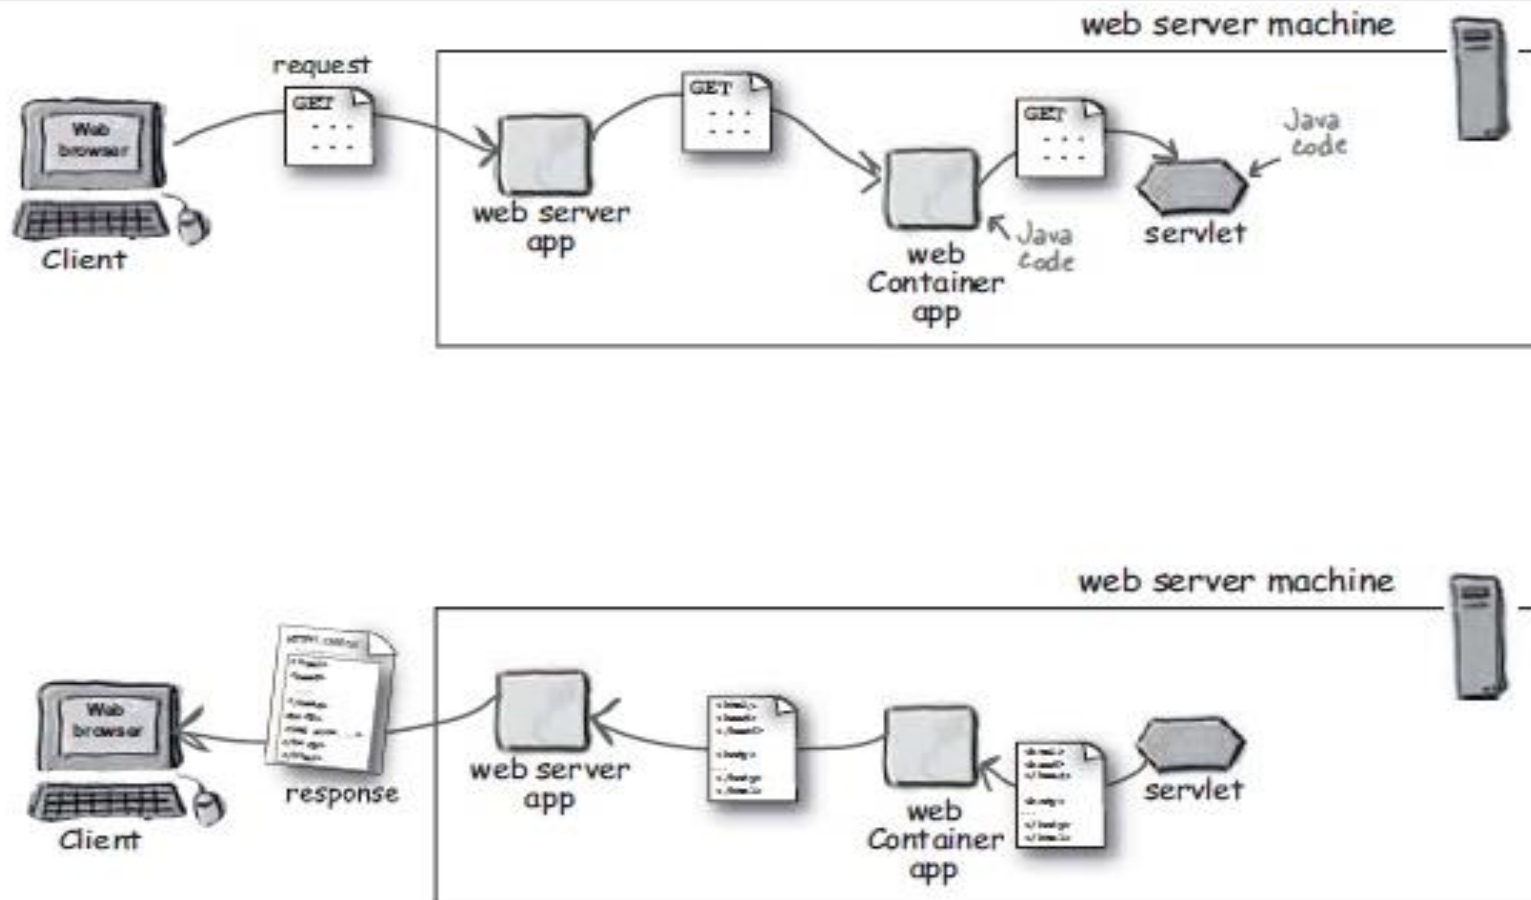 web server machine
request
GET
GET
GET
Web
browser
Java
code
web server
app
servlet
Client
Java
code
web
Container
app
web server machine
Web
browser
web server
app
servlet
response
web
Container
app
Client